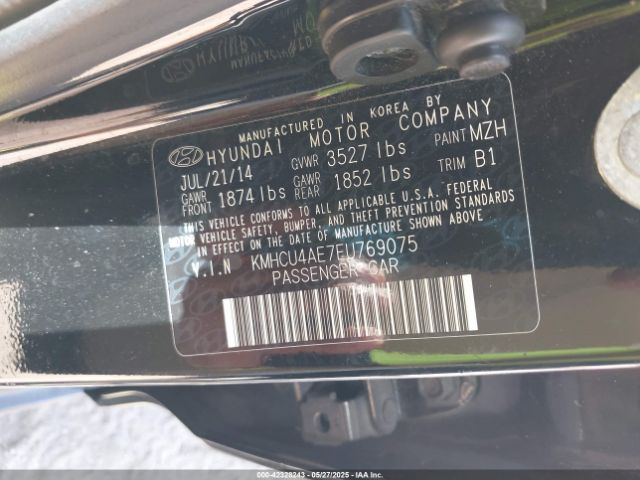 MANUFACTURED IN KOREA BY
HYUNDAI MOTOR COMPANY
JUL/21/14 GVWR 3527 lbs PAINT MZH
GAWR FRONT 1874 lbs GAWR REAR 1852 lbs TRIM B1
THIS VEHICLE CONFORMS TO ALL APPLICABLE U.S.A. FEDERAL
MOTOR VEHICLE SAFETY, BUMPER, AND THEFT PREVENTION STANDARDS
IN EFFECT ON THE DATE OF MANUFACTURE SHOWN ABOVE.
V.I.N KMHCU4AE7EU769075
PASSENGER CAR
000-42328243 - 05/27/2025 - IAA Inc.